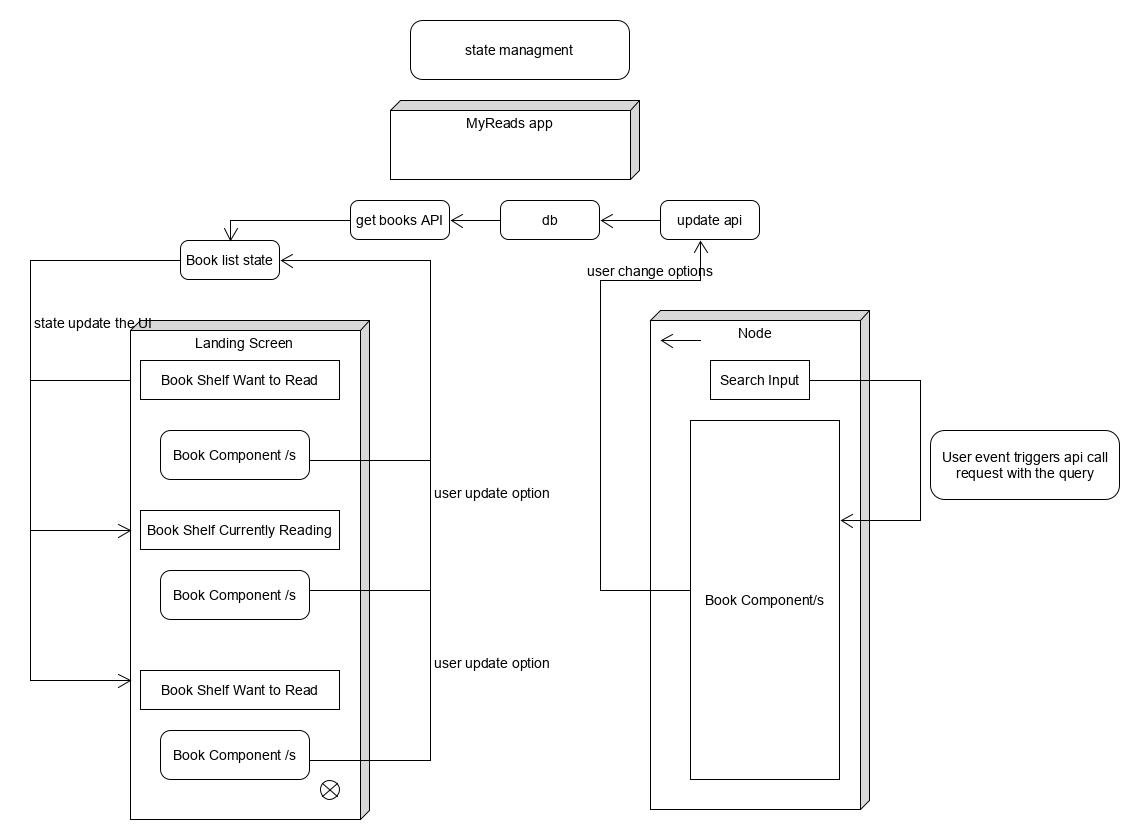 state managment
MyReads app
get books API
db
update api
Book list state
user change options
state update the UI
Landing Screen
Book Shelf Want to Read
Book Component /s
user update option
Book Shelf Currently Reading
Book Component /s
user update option
Book Shelf Want to Read
Book Component /s
Node
Search Input
User event triggers api call
request with the query
Book Component/s